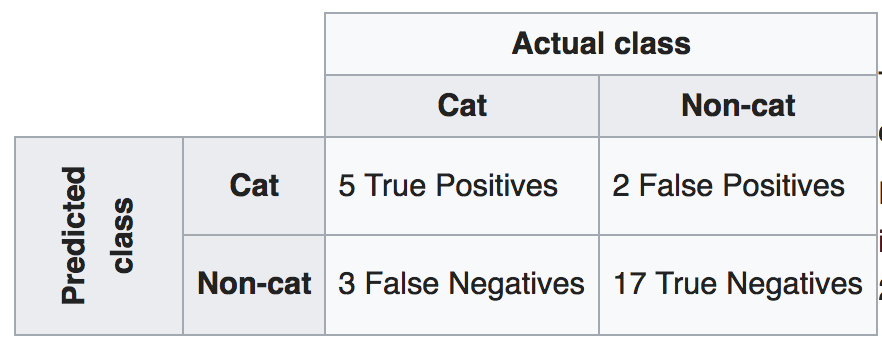 Actual class
Cat
Non-cat
Predicted
class
Cat
5 True Positives
2 False Positives
Non-cat
3 False Negatives
17 True Negatives